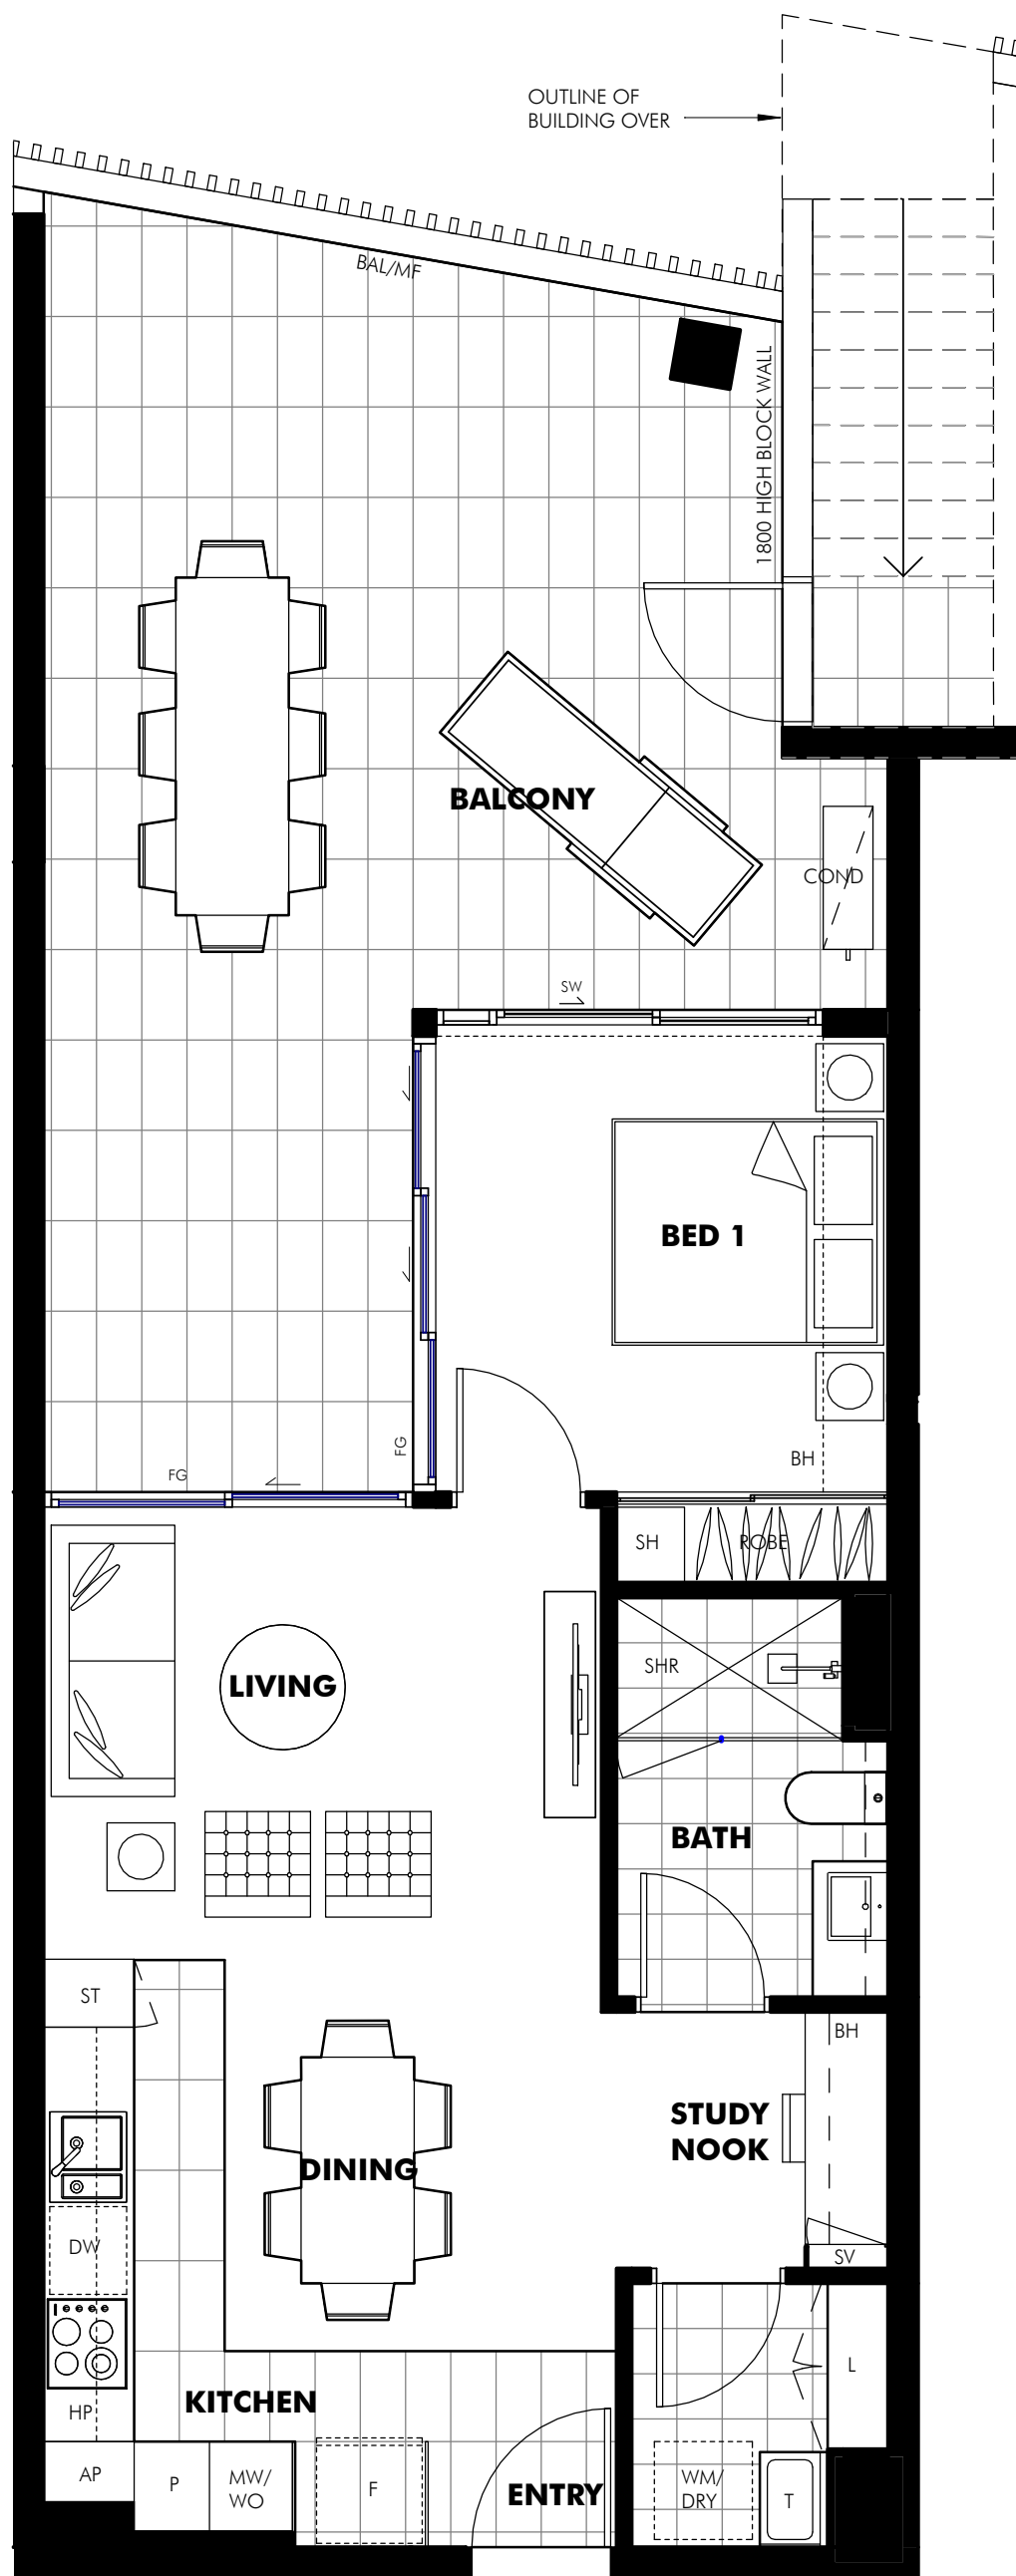 OUTLINE OF
BUILDING OVER
BAL/MF
1800 HIGH BLOCK WALL
BALCONY
COND
SW
BED 1
FG
BH
FG
SH
ROBE
SHR
LIVING
BATH
ST
BH
STUDY
NOOK
DINING
DW
SV
L
KITCHEN
HP
AP
P
MW/
WO
F
ENTRY
WM/
DRY
T